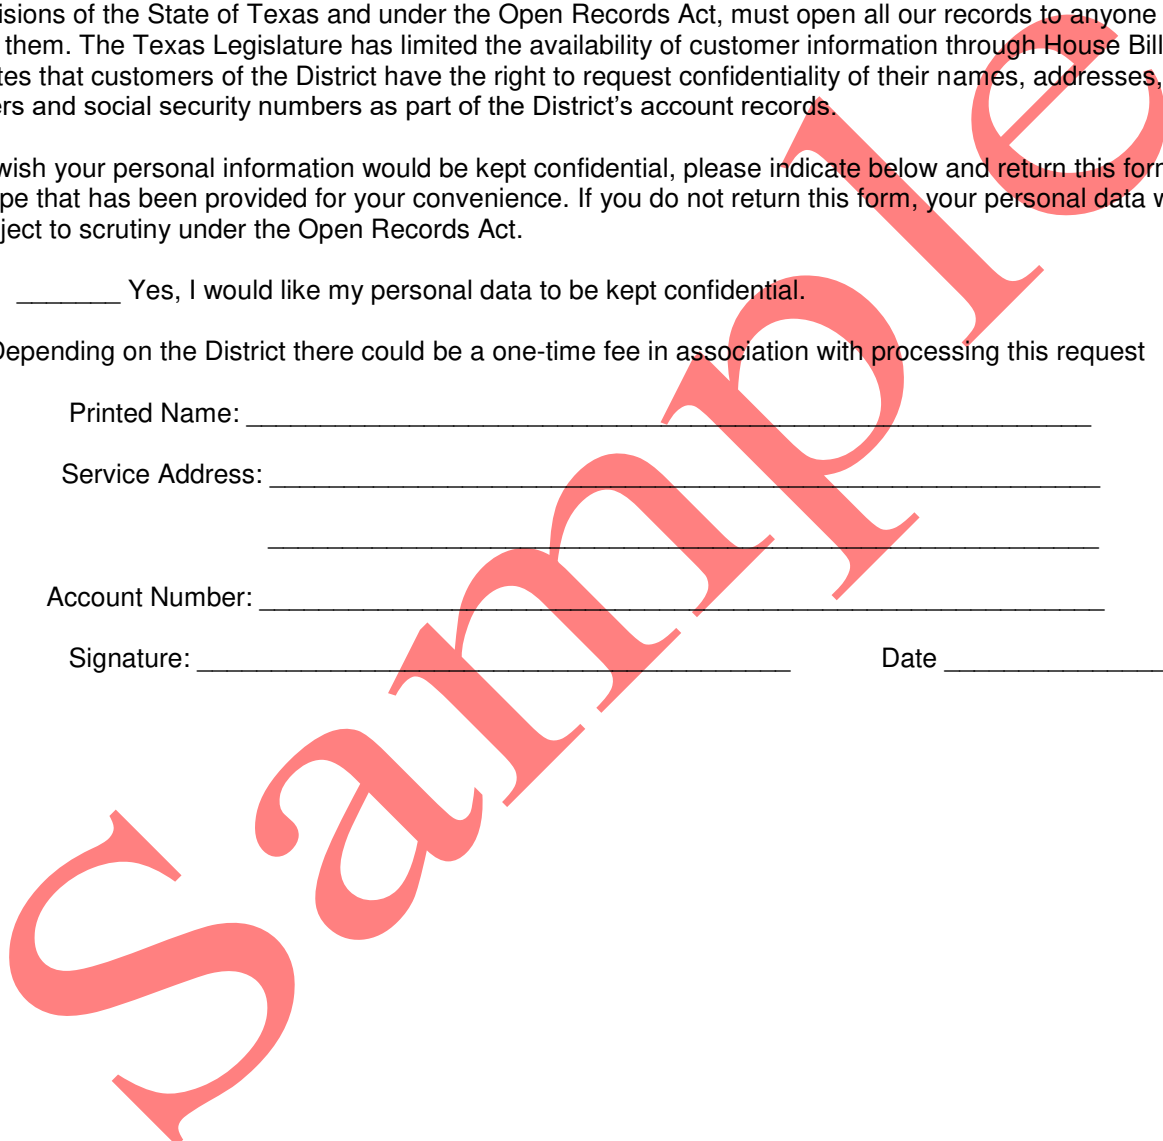 isions of the State of Texas and under the Open Records Act, must open all our records to anyone
them. The Texas Legislature has limited the availability of customer information through House Bill
tes that customers of the District have the right to request confidentiality of their names, addresses,
ers and social security numbers as part of the District’s account records.
wish your personal information would be kept confidential, please indicate below and return this form
pe that has been provided for your convenience. If you do not return this form, your personal data w
ject to scrutiny under the Open Records Act.
_______ Yes, I would like my personal data to be kept confidential.
Depending on the District there could be a one-time fee in association with processing this request
Printed Name: _________________________________________________________
Service Address: ________________________________________________________
________________________________________________________
Account Number: _________________________________________________________
Signature: ________________________________________ Date _______________
Sample